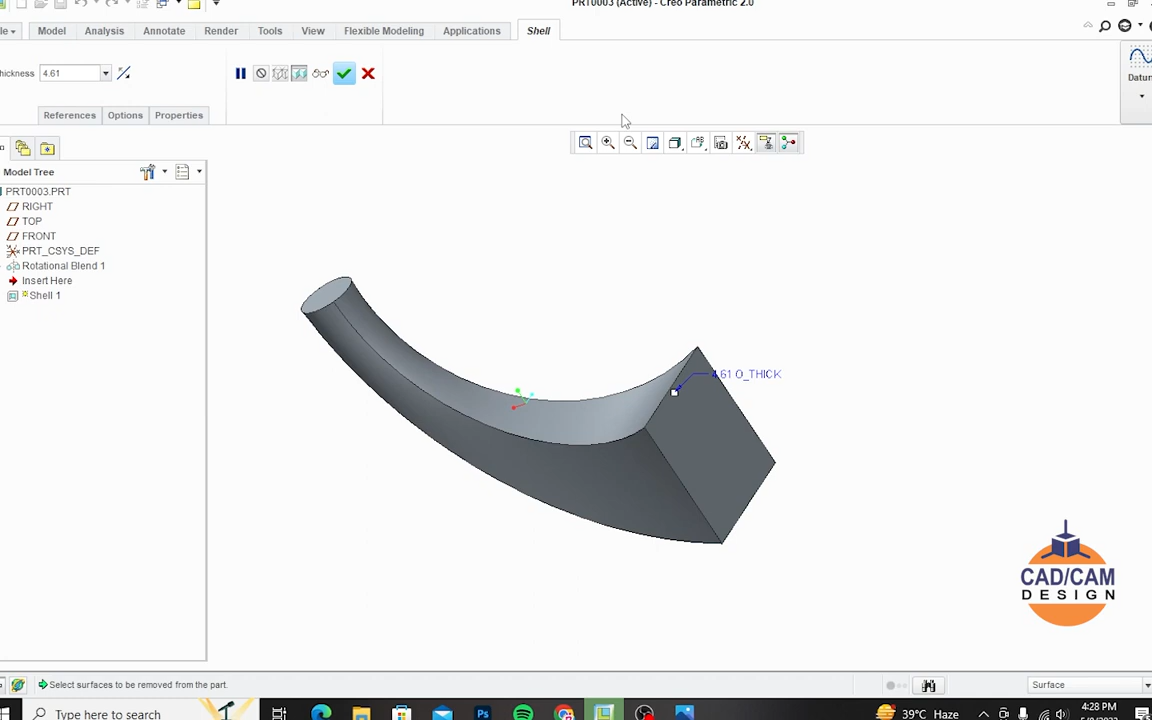 PRT0003 (Active) - Creo Parametric 2.0
le Model Analysis Annotate Render Tools View Flexible Modeling Applications Shell
hickness 4.61
Datun
References Options Properties
Model Tree
PRT0003.PRT
RIGHT
TOP
FRONT
PRT_CSYS_DEF
Rotational Blend 1
Insert Here
Shell 1
4.61 O_THICK
CAD/CAM
DESIGN
Select surfaces to be removed from the part.
Surface
Type here to search
Ps
39°C Haze
4:28 PM